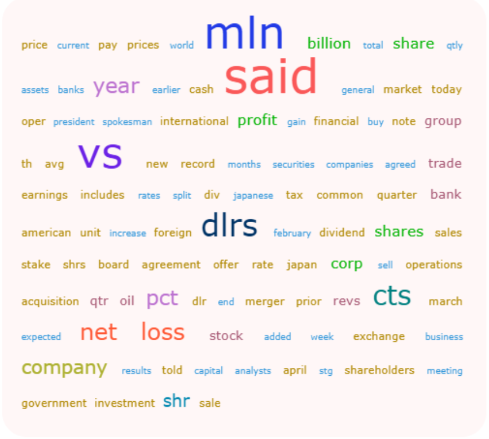 price current pay prices world mln billion total share qtly
assets banks year earlier cash said general market today
oper president spokesman international profit gain financial buy note group
th avg vs new record months securities companies agreed trade
earnings includes rates split div japanese tax common quarter bank
american unit increase foreign dlrs february dividend shares sales
stake shrs board agreement offer rate japan corp sell operations
acquisition qtr oil pct dlr end merger prior revs cts march
expected net loss stock added week exchange business
company results told capital analysts april stg shareholders meeting
government investment shr sale